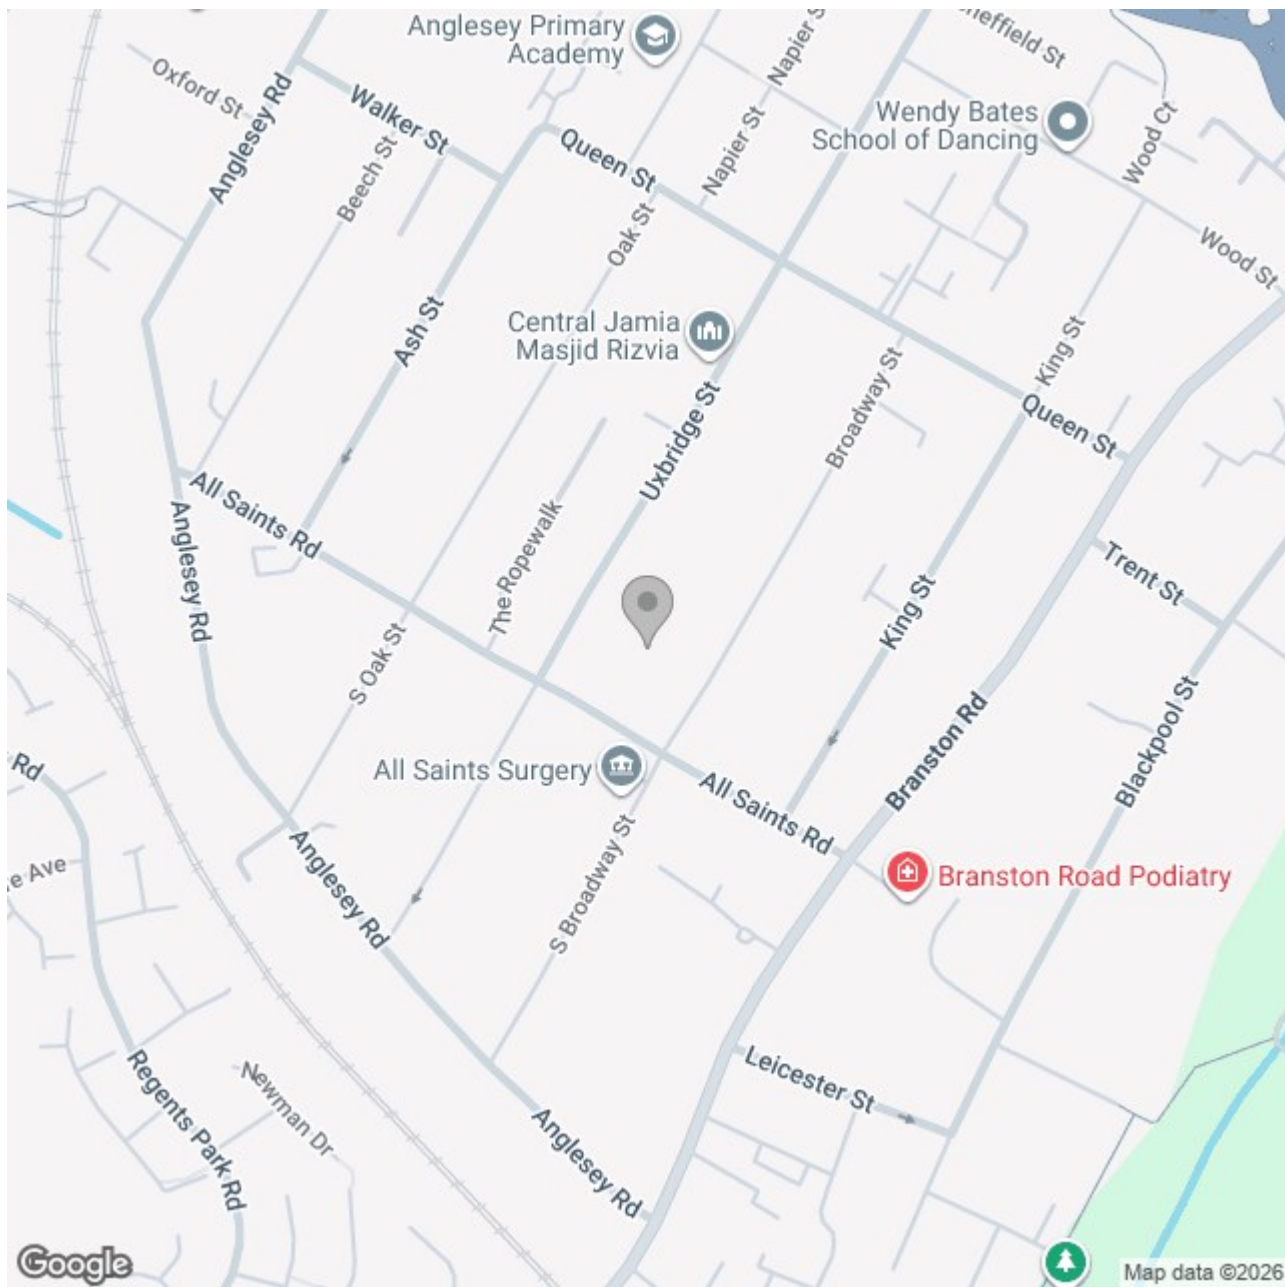 Anglesey Primary
Academy
Napier St
Sheffield St
Oxford St
Anglesey Rd
Walker St
Wendy Bates
School of Dancing
Wood Ct
Queen St
Napier St
Beech St
Oak St
Wood St
Ash St
Central Jamia
Masjid Rizvia
King St
Broadway St
Uxbridge St
Queen St
All Saints Rd
Anglesey Rd
The Ropewalk
Trent St
King St
S Oak St
Branston Rd
Blackpool St
Rd
All Saints Surgery
All Saints Rd
Branston Road Podiatry
Ave
Anglesey Rd
S Broadway St
Newman Dr
Regents Park Rd
Leicester St
Anglesey Rd
Google
Map data ©2026